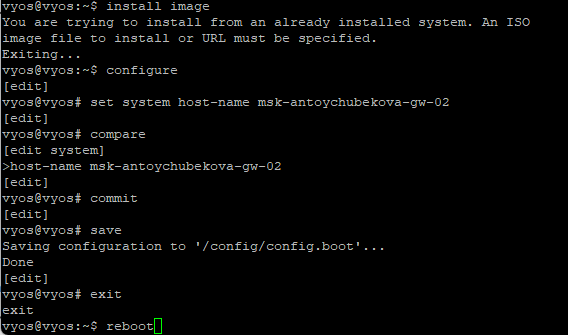 vyos@vyos:~$ install image
You are trying to install from an already installed system. An ISO
image file to install or URL must be specified.
Exiting...
vyos@vyos:~$ configure
[edit]
vyos@vyos# set system host-name msk-antoychubekova-gw-02
[edit]
vyos@vyos# compare
[edit system]
>host-name msk-antoychubekova-gw-02
[edit]
vyos@vyos# commit
[edit]
vyos@vyos# save
Saving configuration to '/config/config.boot'...
Done
[edit]
vyos@vyos# exit
exit
vyos@vyos:~$ reboot